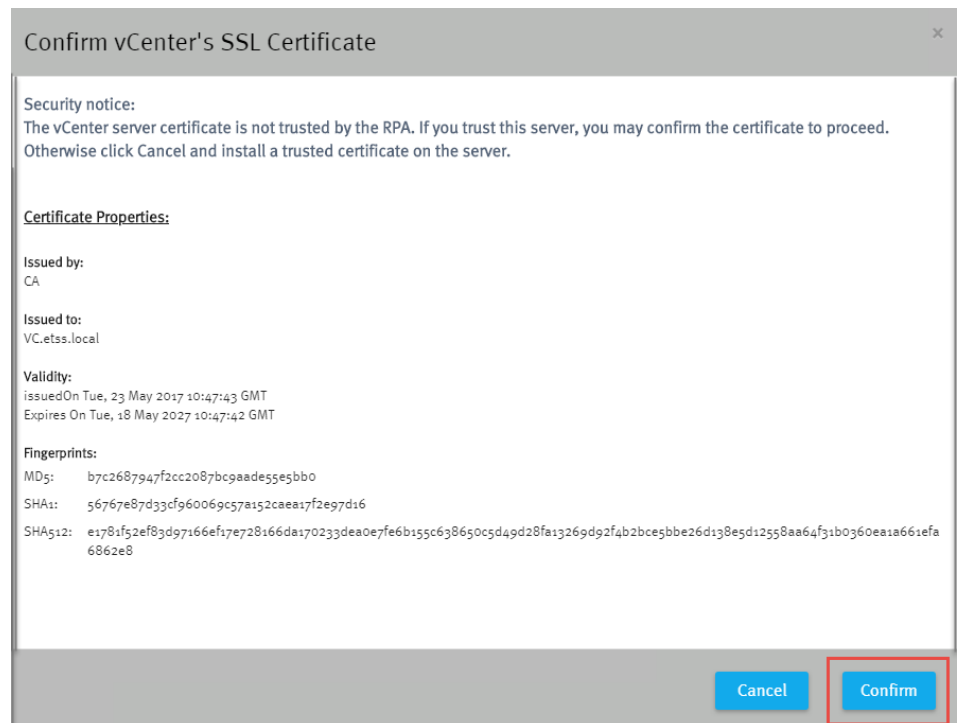 Confirm vCenter's SSL Certificate
×
Security notice:
The vCenter server certificate is not trusted by the RPA. If you trust this server, you may confirm the certificate to proceed.
Otherwise click Cancel and install a trusted certificate on the server.
Certificate Properties:
Issued by:
CA
Issued to:
VC.etss.local
Validity:
issuedOn Tue, 23 May 2017 10:47:43 GMT
Expires On Tue, 18 May 2027 10:47:42 GMT
Fingerprints:
MD5: b7c2687947f2cc2087bc9aade55e5bb0
SHA1: 56767e87d33cf960069c57a152caea17f2e97d16
SHA512: e1781f52ef83d97166ef17e728166da170233dea0e7fe6b155c638650c5d49d28fa13269d92f4b2bce5bbe26d138e5d12558aa64f31b0360ea1a661efa
6862e8
Cancel
Confirm